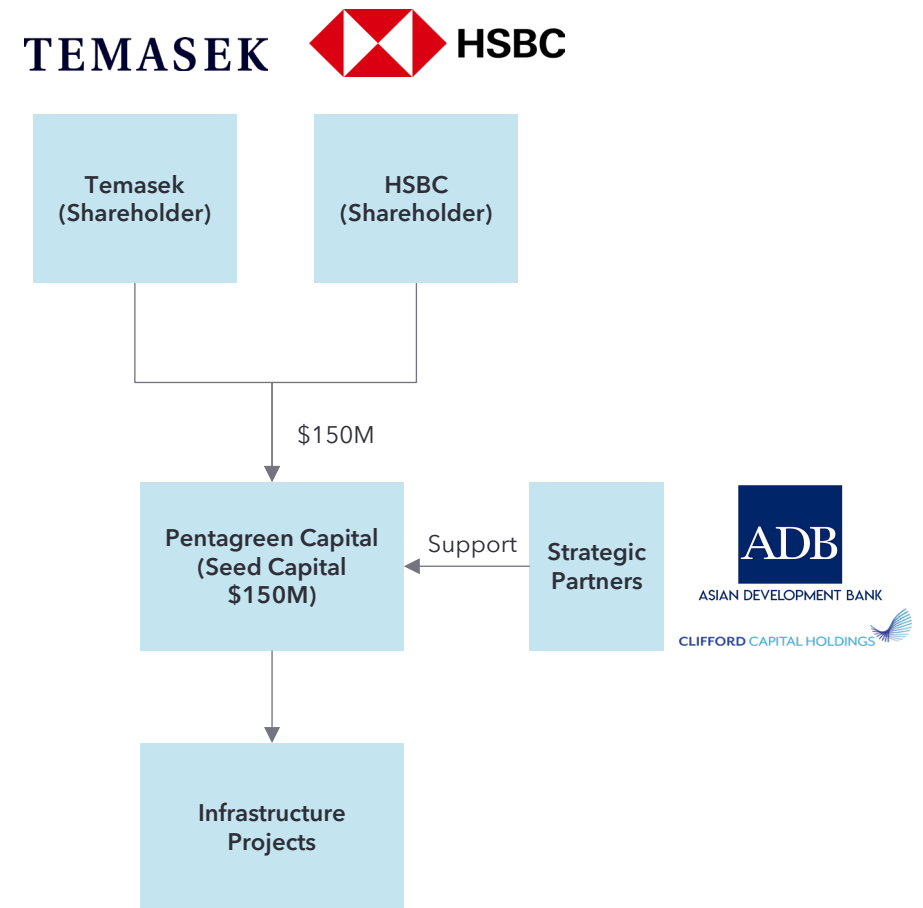 TEMASEK
HSBC
Temasek
(Shareholder)
HSBC
(Shareholder)
$150M
Pentagreen Capital
(Seed Capital
$150M)
Support
Strategic
Partners
ADB
ASIAN DEVELOPMENT BANK
CLIFFORD CAPITAL HOLDINGS
Infrastructure
Projects